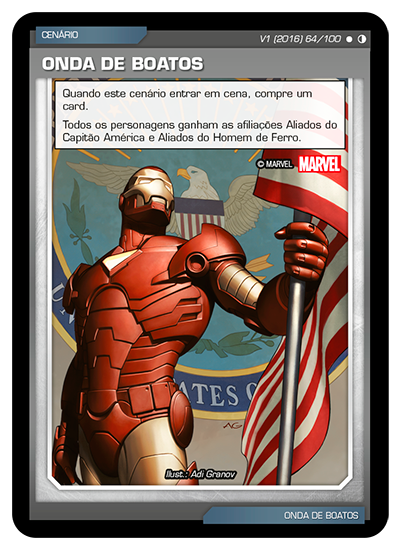 CENÁRIO
V1 (2016) 64/100
ONDA DE BOATOS
Quando este cenário entrar em cena, compre um
card.
Todos os personagens ganham as afiliações Aliados do
Capitão América e Aliados do Homem de Ferro.
© MARVEL MARVEL
ATES O
AG
Ilust.: Adi Granov
ONDA DE BOATOS